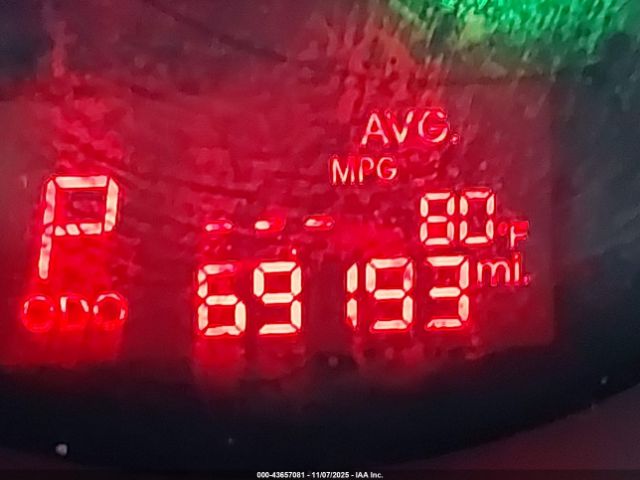 AVG.
MPG
P
--- 80°F
ODO 69193 mi.
000-43657081 - 11/07/2025 - IAA Inc.